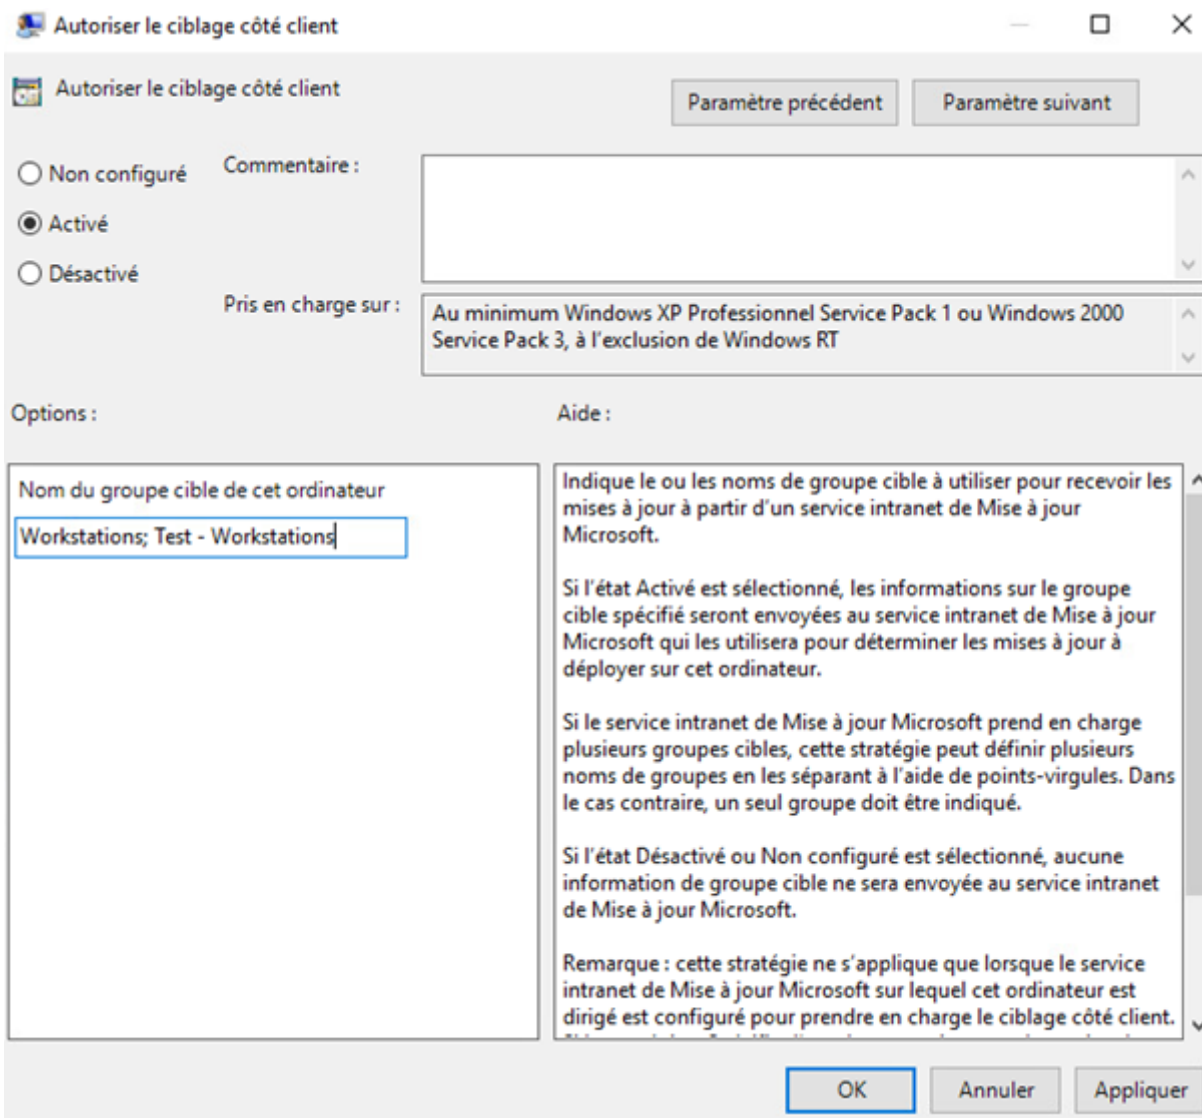 Autoriser le ciblage côté client
Autoriser le ciblage côté client
Paramètre précédent
Paramètre suivant
Non configuré
Commentaire :
Activé
Désactivé
Pris en charge sur :
Au minimum Windows XP Professionnel Service Pack 1 ou Windows 2000
Service Pack 3, à l’exclusion de Windows RT
Options :
Aide :
Nom du groupe cible de cet ordinateur
Workstations; Test - Workstations
Indique le ou les noms de groupe cible à utiliser pour recevoir les
mises à jour à partir d’un service intranet de Mise à jour
Microsoft.
Si l’état Activé est sélectionné, les informations sur le groupe
cible spécifié seront envoyées au service intranet de Mise à jour
Microsoft qui les utilisera pour déterminer les mises à jour à
déployer sur cet ordinateur.
Si le service intranet de Mise à jour Microsoft prend en charge
plusieurs groupes cibles, cette stratégie peut définir plusieurs
noms de groupes en les séparant à l’aide de points-virgules. Dans
le cas contraire, un seul groupe doit être indiqué.
Si l’état Désactivé ou Non configuré est sélectionné, aucune
information de groupe cible ne sera envoyée au service intranet
de Mise à jour Microsoft.
Remarque : cette stratégie ne s’applique que lorsque le service
intranet de Mise à jour Microsoft sur lequel cet ordinateur est
dirigé est configuré pour prendre en charge le ciblage côté client.
OK
Annuler
Appliquer